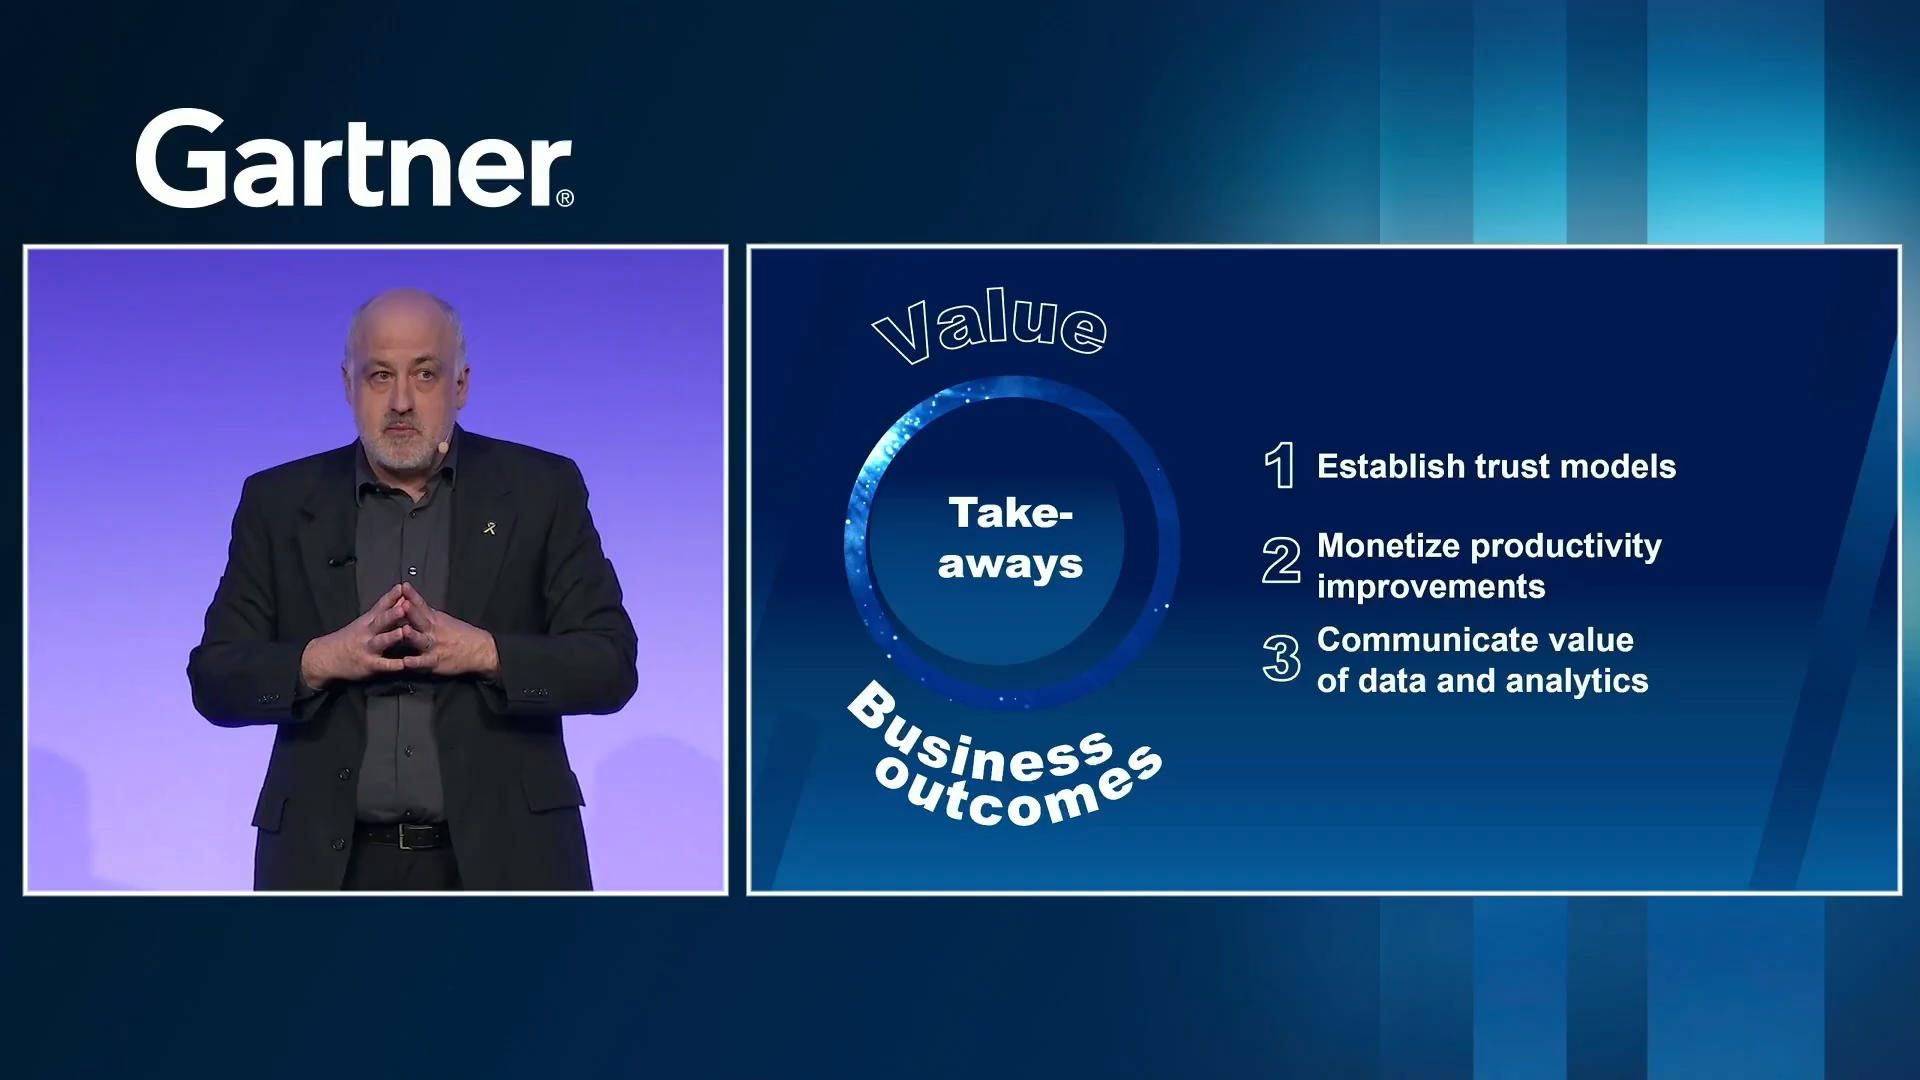 Gartner®
Value
Take-
aways
Business
outcomes
1 Establish trust models
2 Monetize productivity
improvements
3 Communicate value
of data and analytics